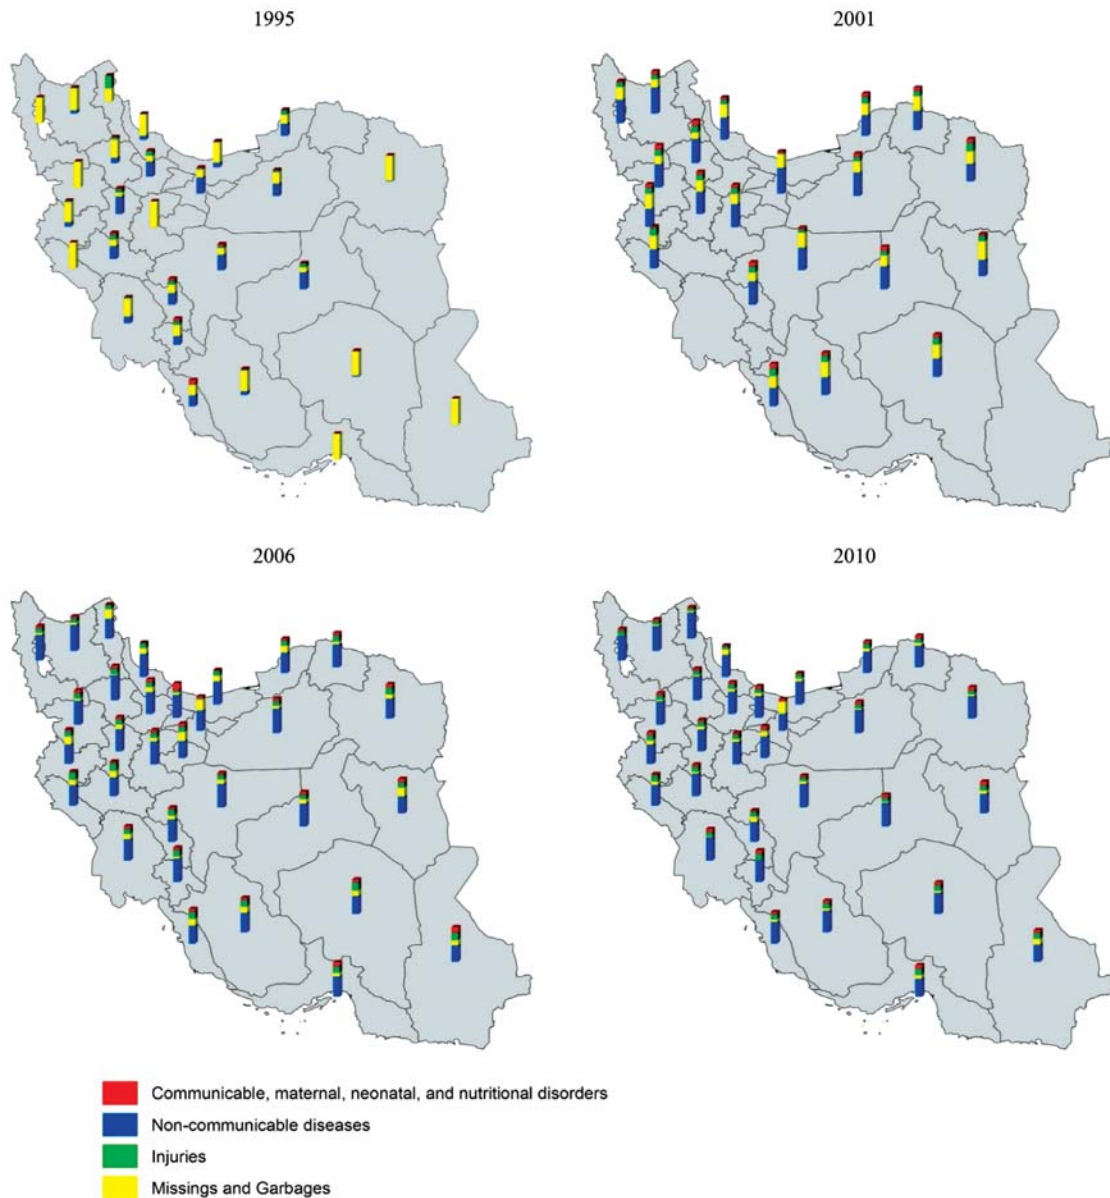 1995
2001
2006
2010
Communicable, maternal, neonatal, and nutritional disorders
Non-communicable diseases
Injuries
Missings and Garbages